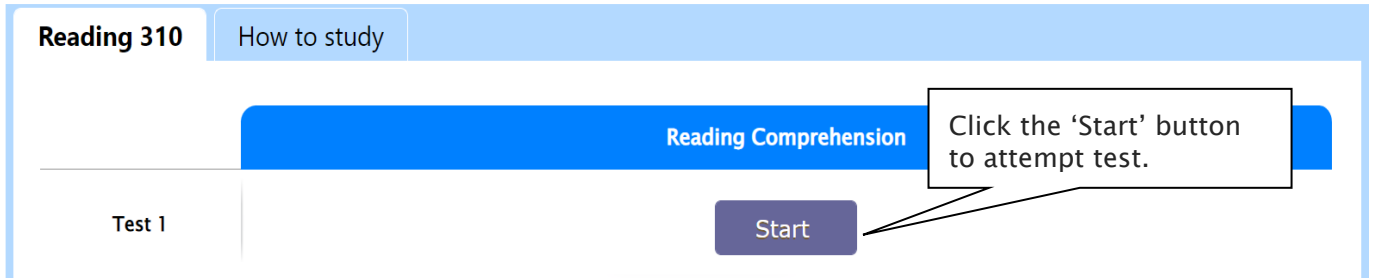 Reading 310
How to study
Reading Comprehension
Click the ‘Start’ button
to attempt test.
Test 1
Start